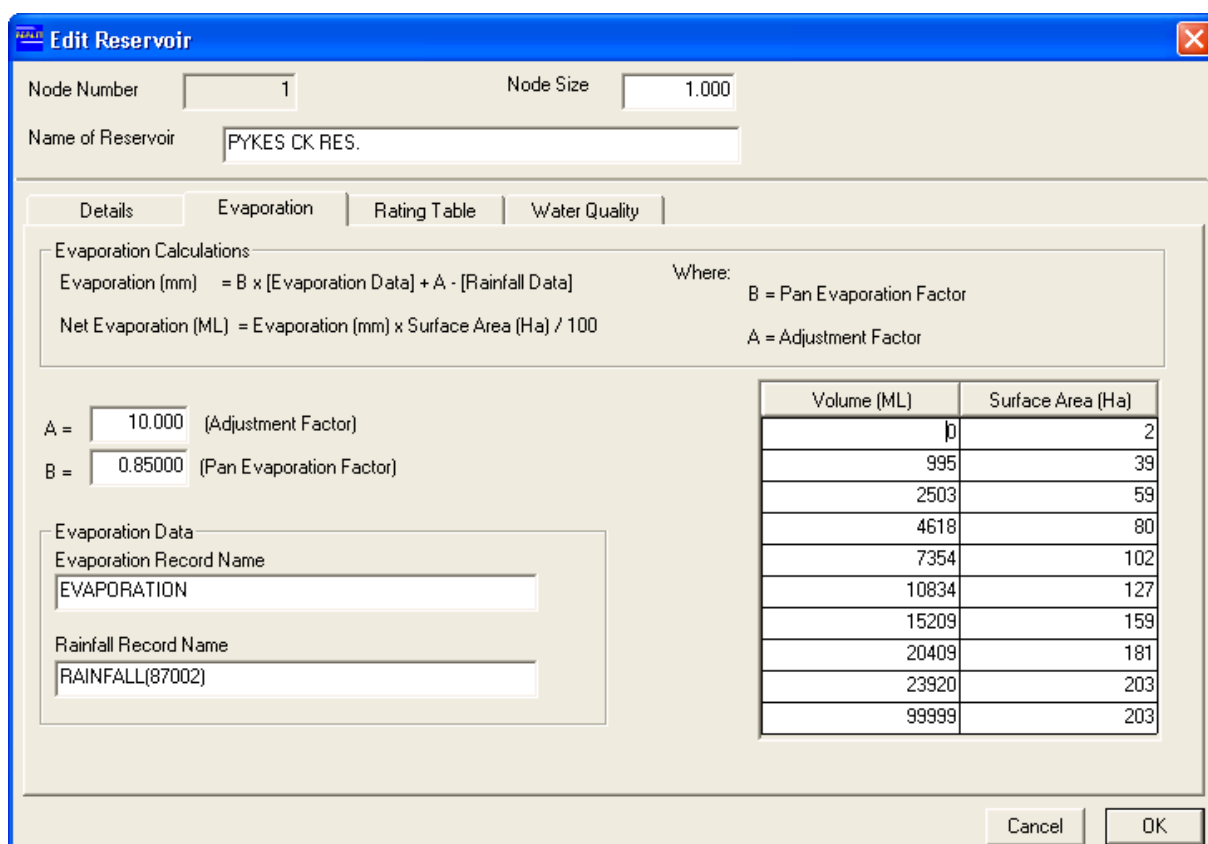 REALM Edit Reservoir
Node Number 1 Node Size 1.000
Name of Reservoir PYKES CK RES.
Details Evaporation Rating Table Water Quality
Evaporation Calculations
Evaporation (mm) = B x [Evaporation Data] + A - [Rainfall Data] Where:
B = Pan Evaporation Factor
Net Evaporation (ML) = Evaporation (mm) x Surface Area (Ha) / 100
A = Adjustment Factor
A = 10.000 (Adjustment Factor)
B = 0.85000 (Pan Evaporation Factor)
Evaporation Data
Evaporation Record Name
EVAPORATION
Rainfall Record Name
RAINFALL(87002)
Volume (ML) Surface Area (Ha)
0 2
995 39
2503 59
4618 80
7354 102
10834 127
15209 159
20409 181
23920 203
99999 203
Cancel OK